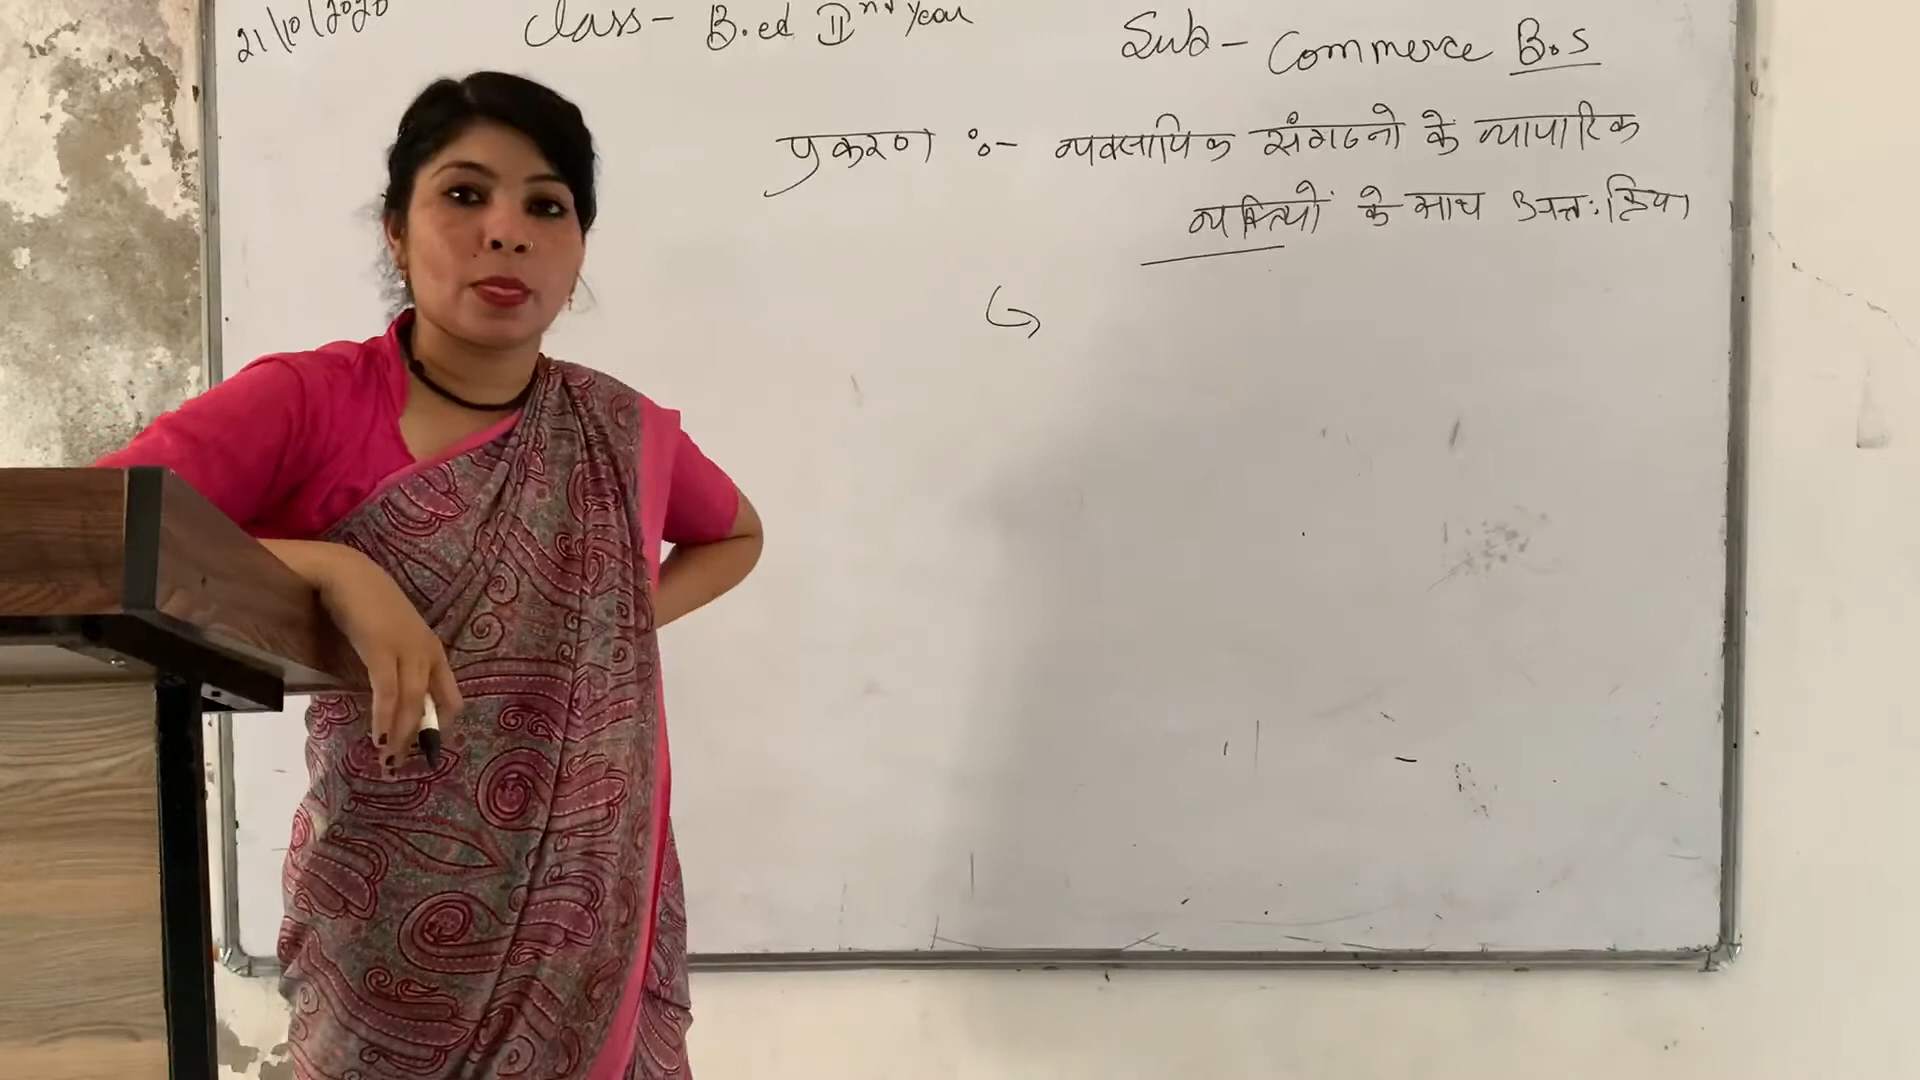 21/10/2020 Class - B.ed IInd Year Sub - Commerce B.S
प्रकरण :- व्यवसायिक संगठनो के व्यापारिक
व्यक्तियों के साथ अन्त:क्रिया